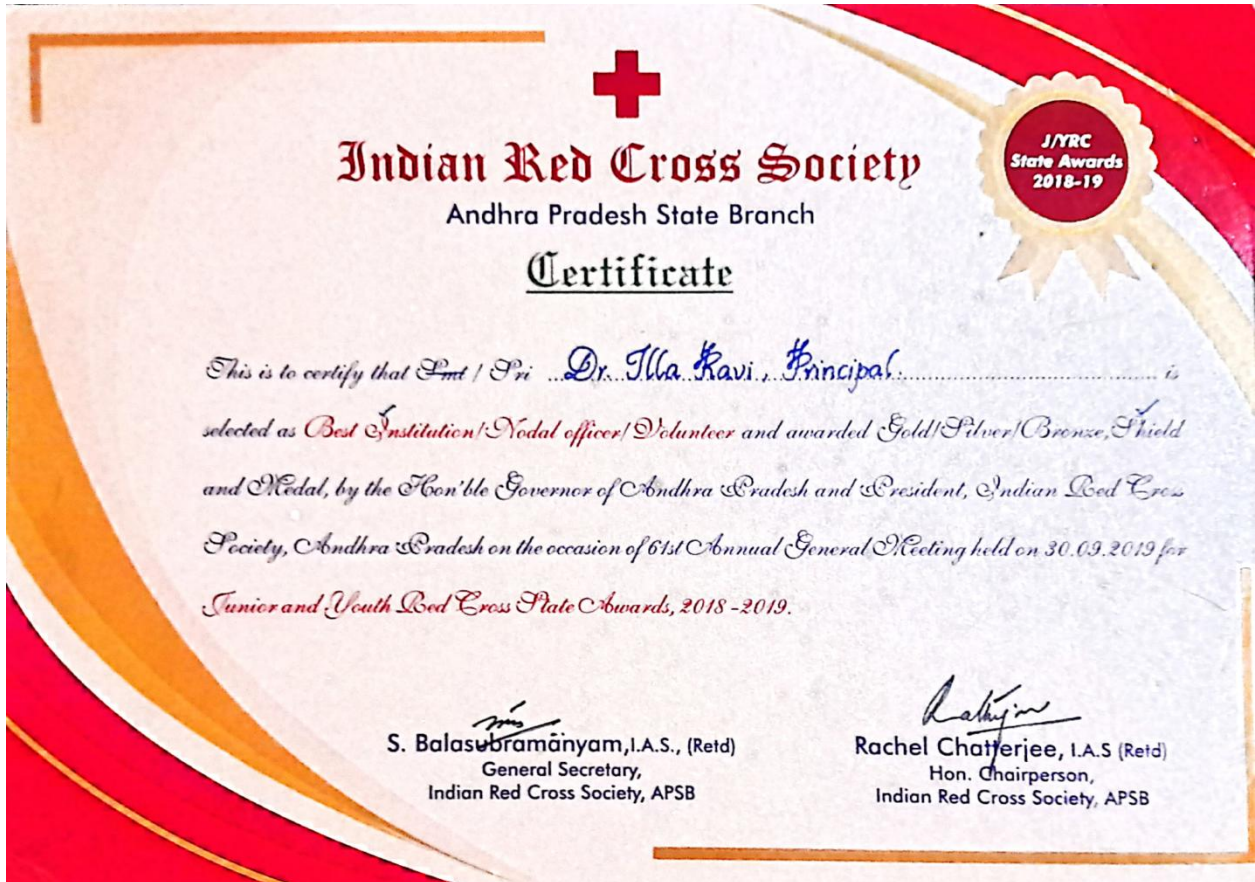 Indian Red Cross Society
Andhra Pradesh State Branch
Certificate
J/YRC
State Awards
2018-19
This is to certify that Smt / Sri Dr. Illa Ravi, Principal. is
selected as Best Institution/Nodal officer/Volunteer and awarded Gold/Silver/Bronze, Shield
and Medal, by the Hon'ble Governor of Andhra Pradesh and President, Indian Red Cross
Society, Andhra Pradesh on the occasion of 61st Annual General Meeting held on 30.09.2019 for
Junior and Youth Red Cross State Awards, 2018-2019.
S. Balasubramanyam, I.A.S., (Retd)
General Secretary,
Indian Red Cross Society, APSB
Rachel Chatterjee, I.A.S (Retd)
Hon. Chairperson,
Indian Red Cross Society, APSB